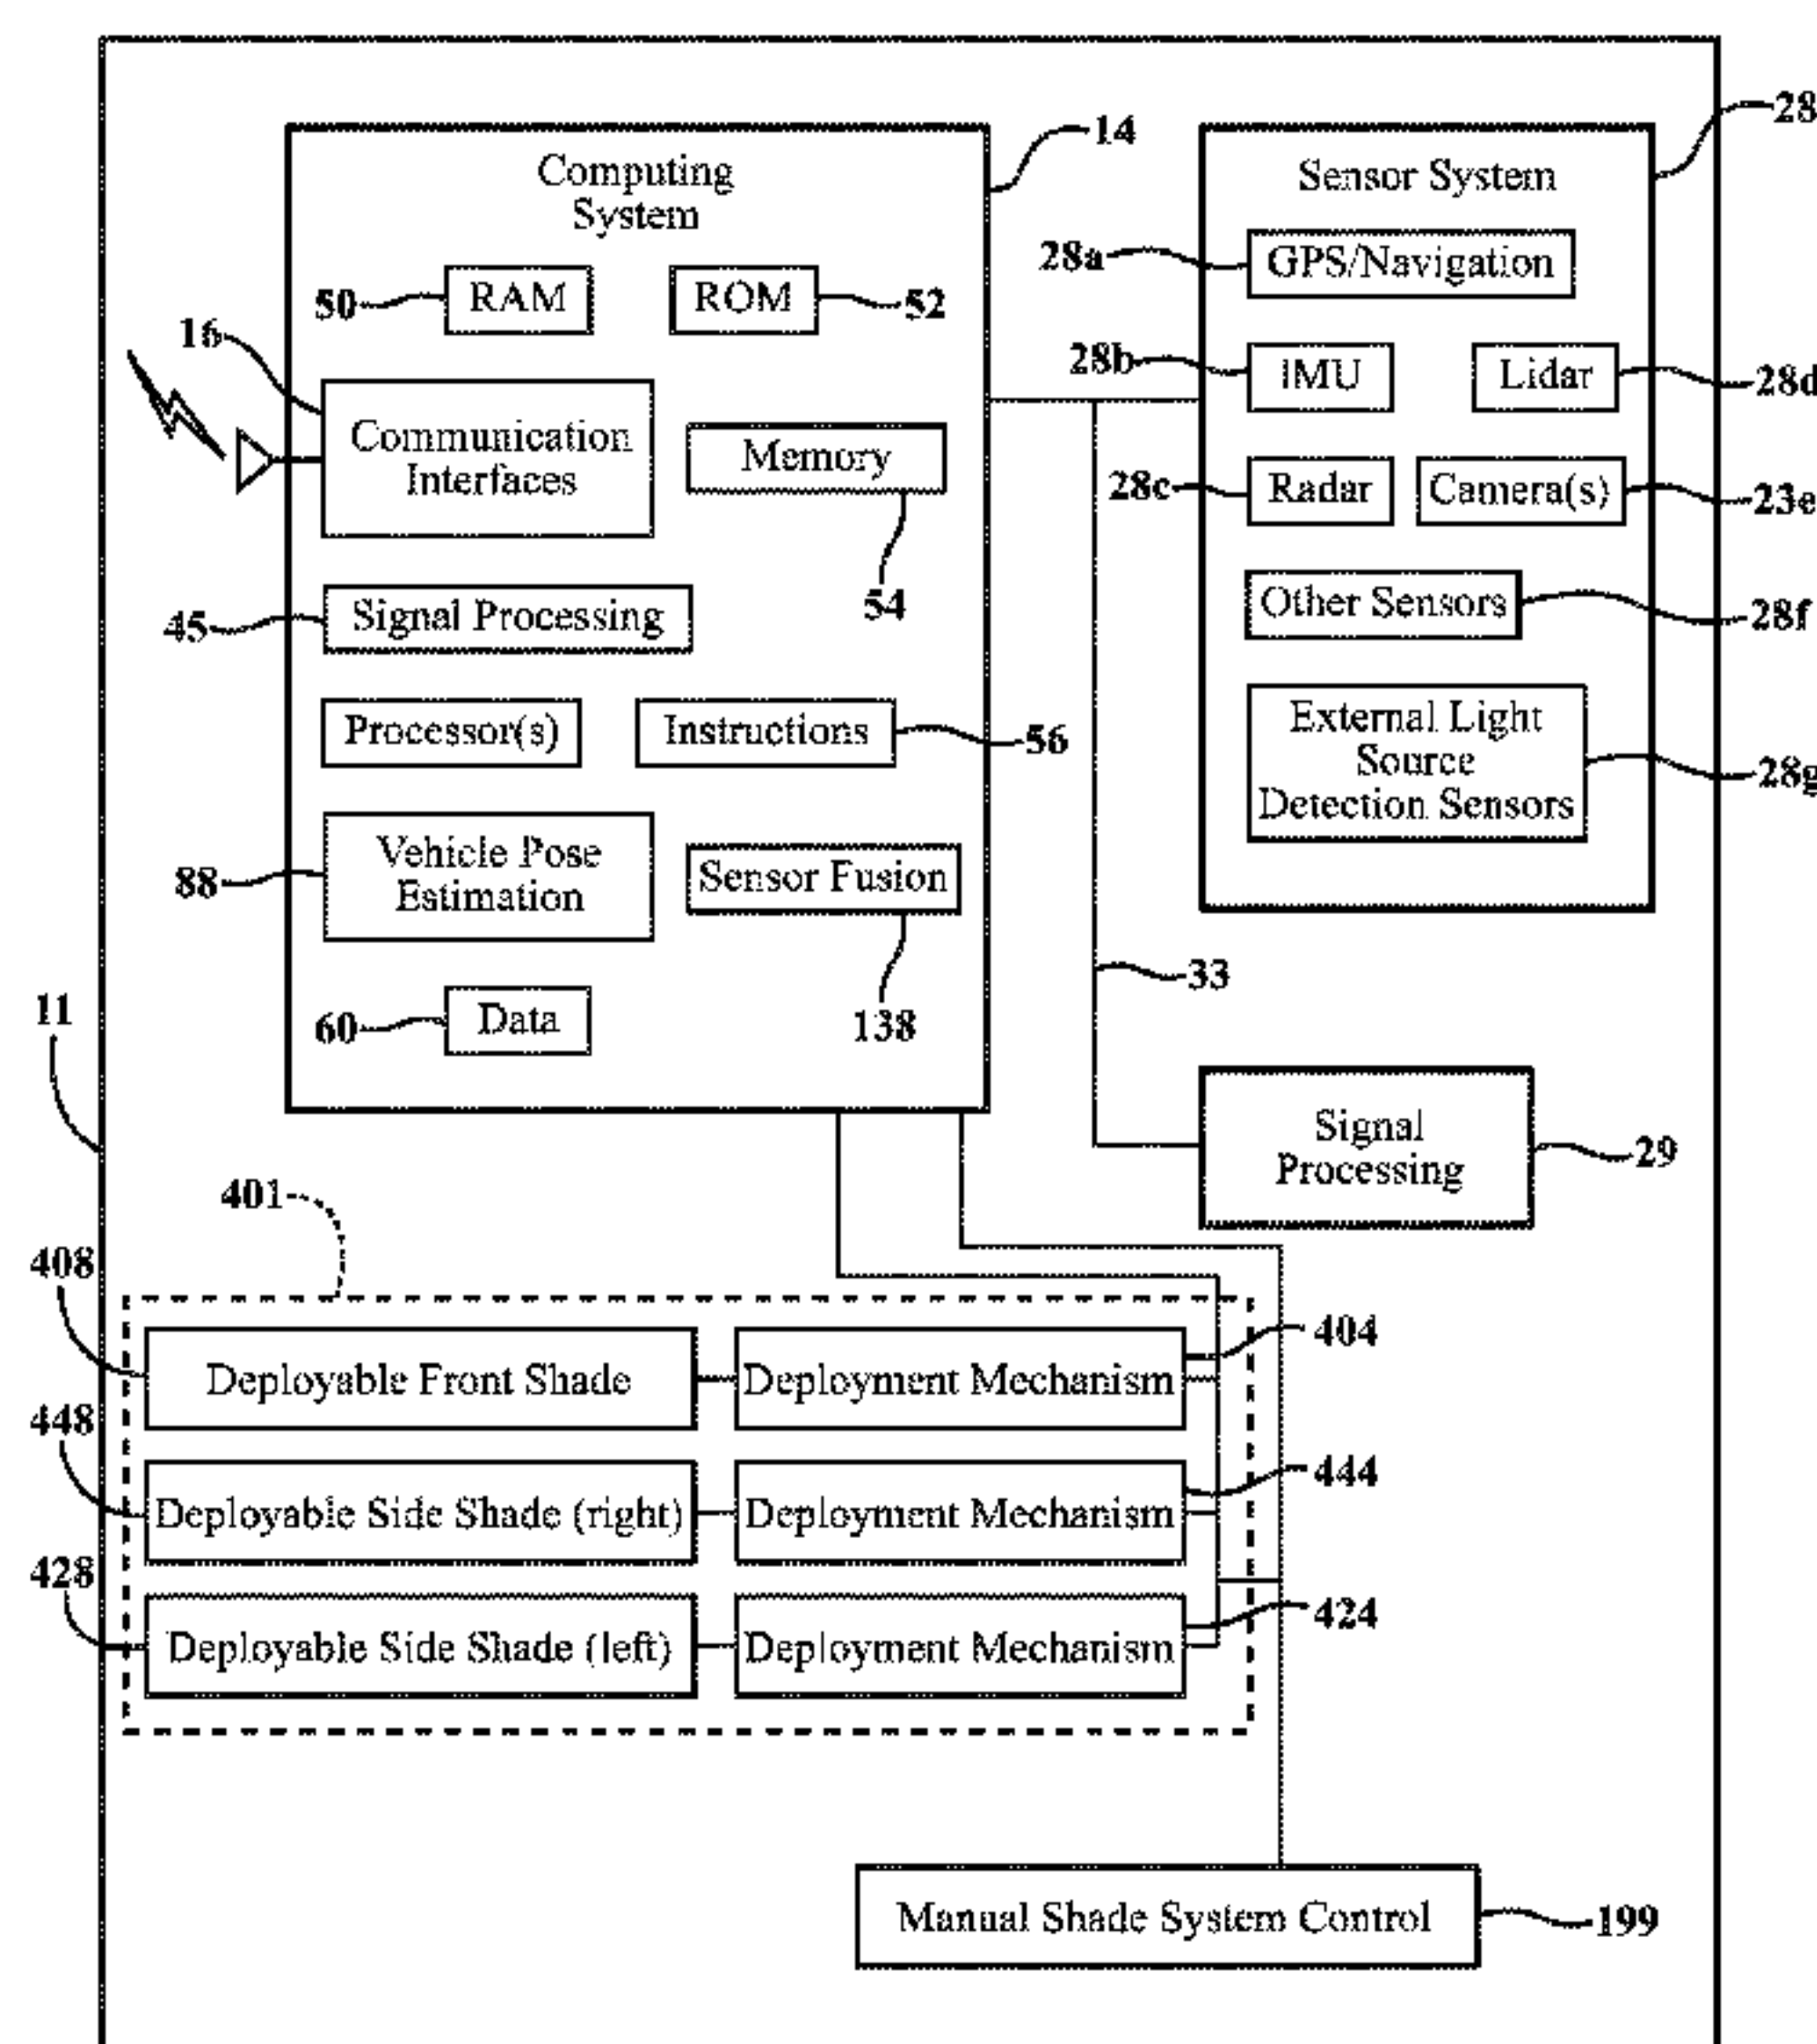 28
14
Computing
System
Sensor System
28a
GPS/Navigation
50
RAM
ROM
52
16
28b
IMU
Lidar
28d
Communication
Interfaces
Memory
28c
Radar
Camera(s)
23e
54
45
Signal Processing
Other Sensors
28f
Processor(s)
Instructions
56
External Light
Source
Detection Sensors
28g
88
Vehicle Pose
Estimation
Sensor Fusion
33
11
60
Data
138
Signal
Processing
29
401
408
Deployable Front Shade
Deployment Mechanism
404
448
Deployable Side Shade (right)
Deployment Mechanism
444
428
Deployable Side Shade (left)
Deployment Mechanism
424
Manual Shade System Control
199